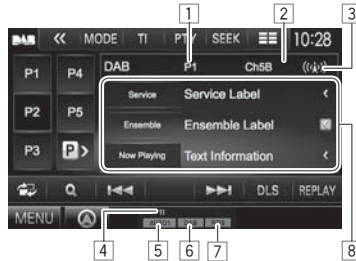 1 2 3
MODE TI PTY SEEK 10:28
P1 P4 DAB P1 Ch5B
Service Service Label
P2 P5 Ensemble Ensemble Label
P3 P Now Playing Text Information
DLS REPLAY
MENU A TI
4 5 6 7 8